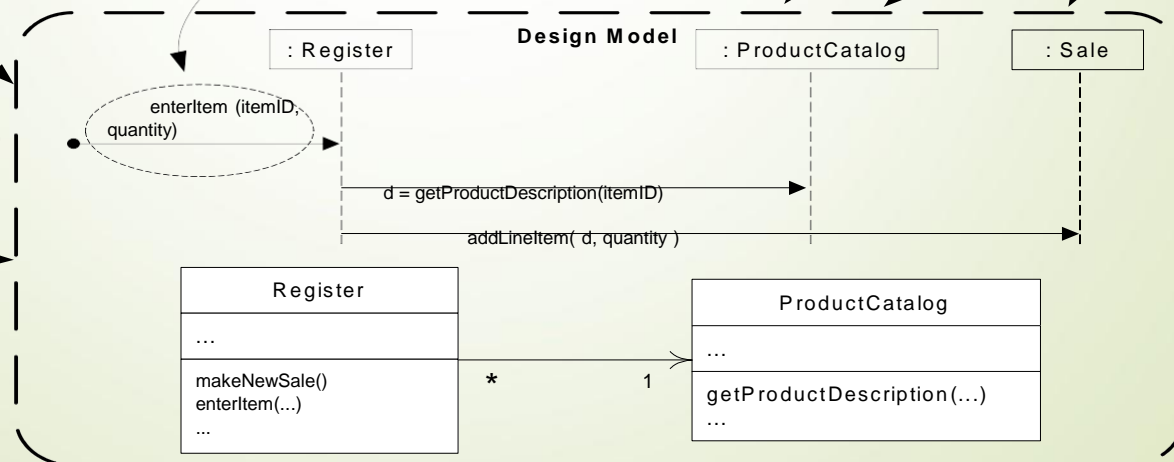 Design Model
: Register
: ProductCatalog
: Sale
enterItem (itemID,
quantity)
d = getProductDescription(itemID)
addLineItem( d, quantity )
Register
...
makeNewSale()
enterItem(...)
...
*
1
ProductCatalog
...
getProductDescription(...)
...